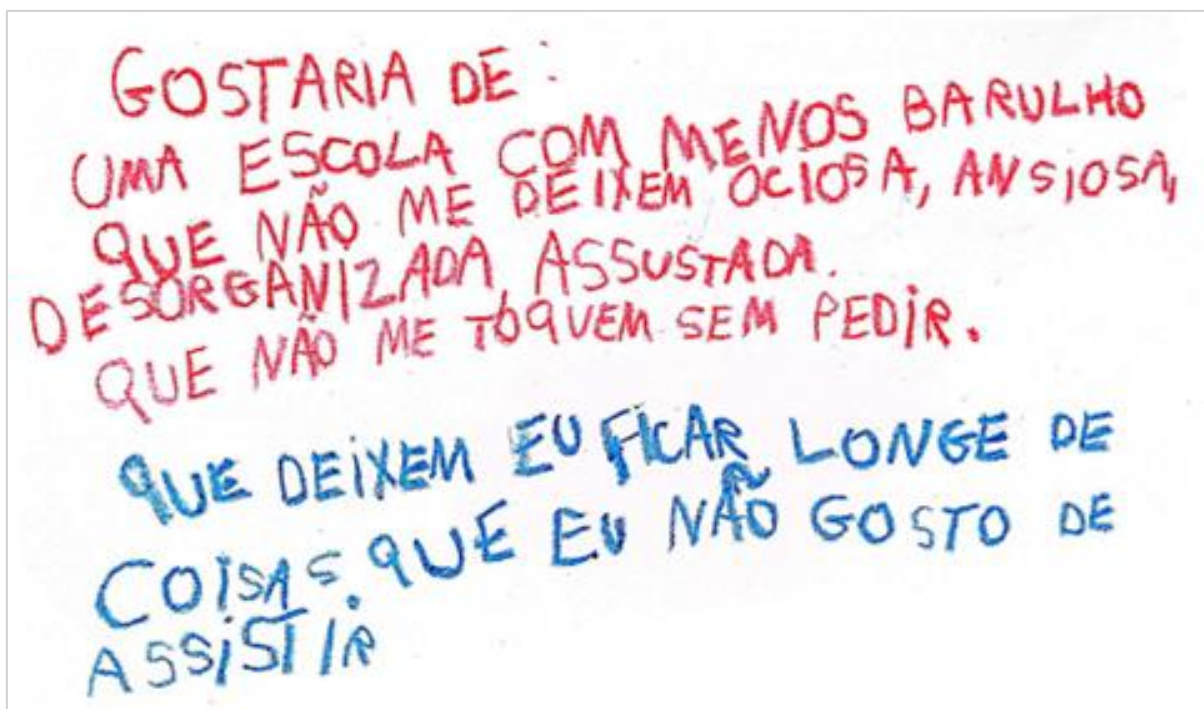 GOSTARIA DE :
UMA ESCOLA COM MENOS BARULHO
QUE NÃO ME DEIXEM OCIOSA, ANSIOSA,
DESORGANIZADA, ASSUSTADA.
QUE NÃO ME TOQUEM SEM PEDIR.
QUE DEIXEM EU FICAR LONGE DE
COISAS. QUE EU NÃO GOSTO DE
ASSISTIR